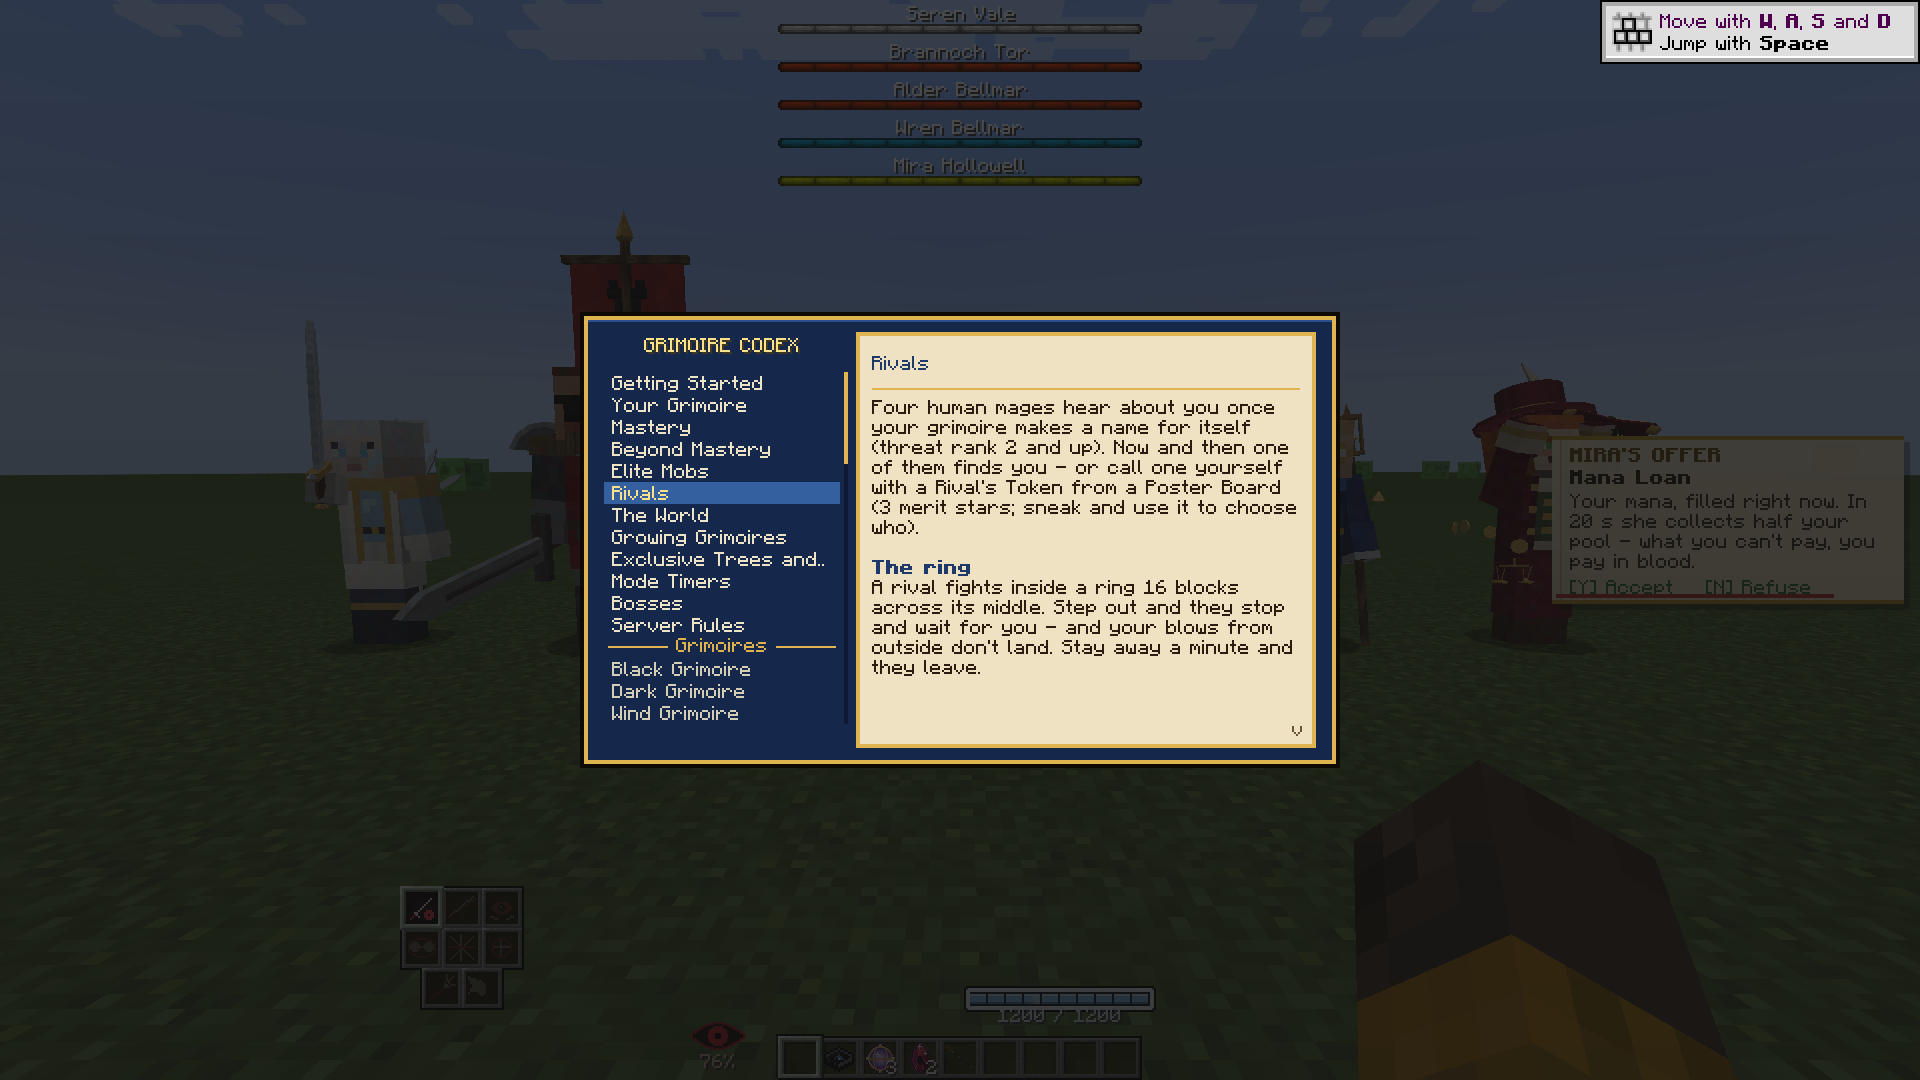 Seren Vale
Brannoch Tor
Alder Bellmar
Wren Bellmar
Mira Hollowell
Move with W, A, S and D
Jump with Space
GRIMOIRE CODEX
Getting Started
Your Grimoire
Mastery
Beyond Mastery
Elite Mobs
Rivals
The World
Growing Grimoires
Exclusive Trees and..
Mode Timers
Bosses
Server Rules
Grimoires
Black Grimoire
Dark Grimoire
Wind Grimoire
Rivals
Four human mages hear about you once
your grimoire makes a name for itself
(threat rank 2 and up). Now and then one
of them finds you – or call one yourself
with a Rival's Token from a Poster Board
(3 merit stars; sneak and use it to choose
who).
The ring
A rival fights inside a ring 16 blocks
across its middle. Step out and they stop
and wait for you – and your blows from
outside don't land. Stay away a minute and
they leave.
v
MIRA'S OFFER
Mana Loan
Your mana, filled right now. In
20 s she collects half your
pool – what you can't pay, you
pay in blood.
[Y] Accept [N] Refuse
1200 / 1200
76%
3
2